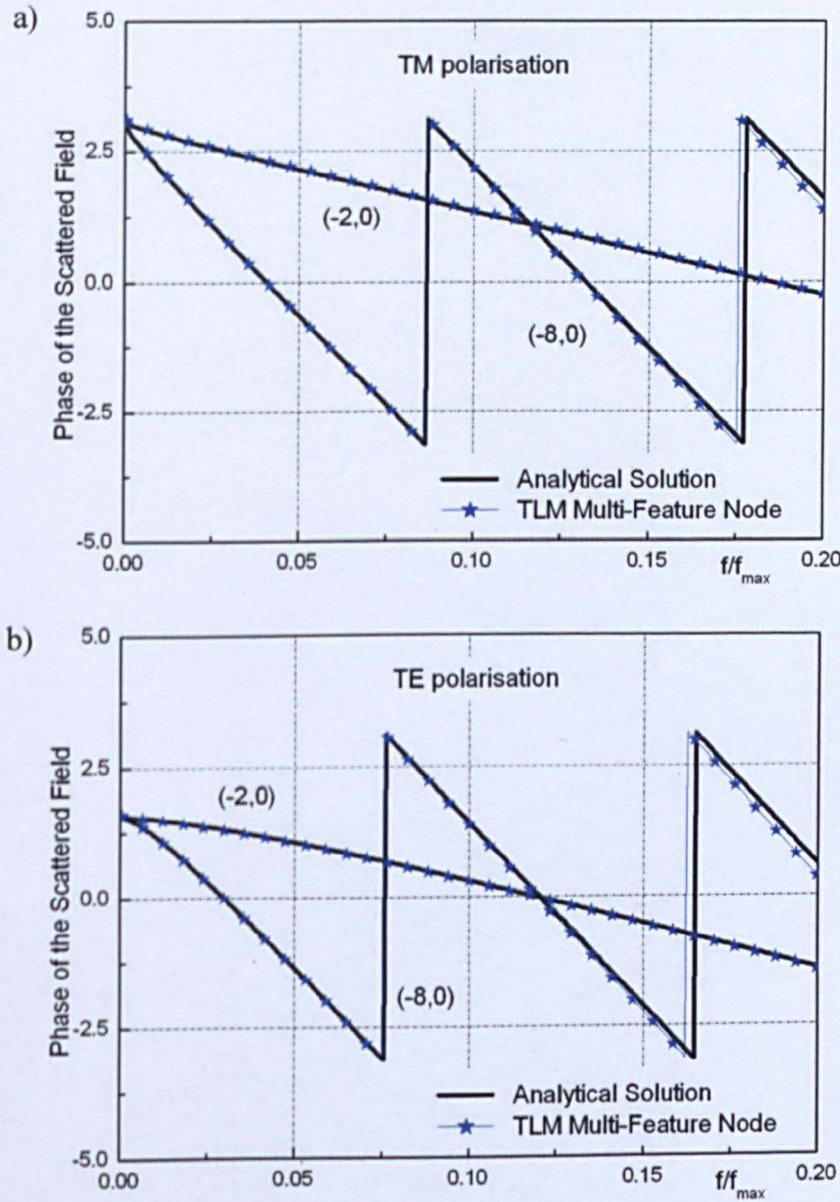 a)
5.0
TM polarisation
2.5
(-2,0)
0.0
(-8,0)
-2.5
Analytical Solution
TLM Multi-Feature Node
-5.0
0.00 0.05 0.10 0.15 0.20
f/fmax
Phase of the Scattered Field
b)
5.0
TE polarisation
2.5
(-2,0)
0.0
(-8,0)
-2.5
Analytical Solution
TLM Multi-Feature Node
-5.0
0.00 0.05 0.10 0.15 0.20
f/fmax
Phase of the Scattered Field